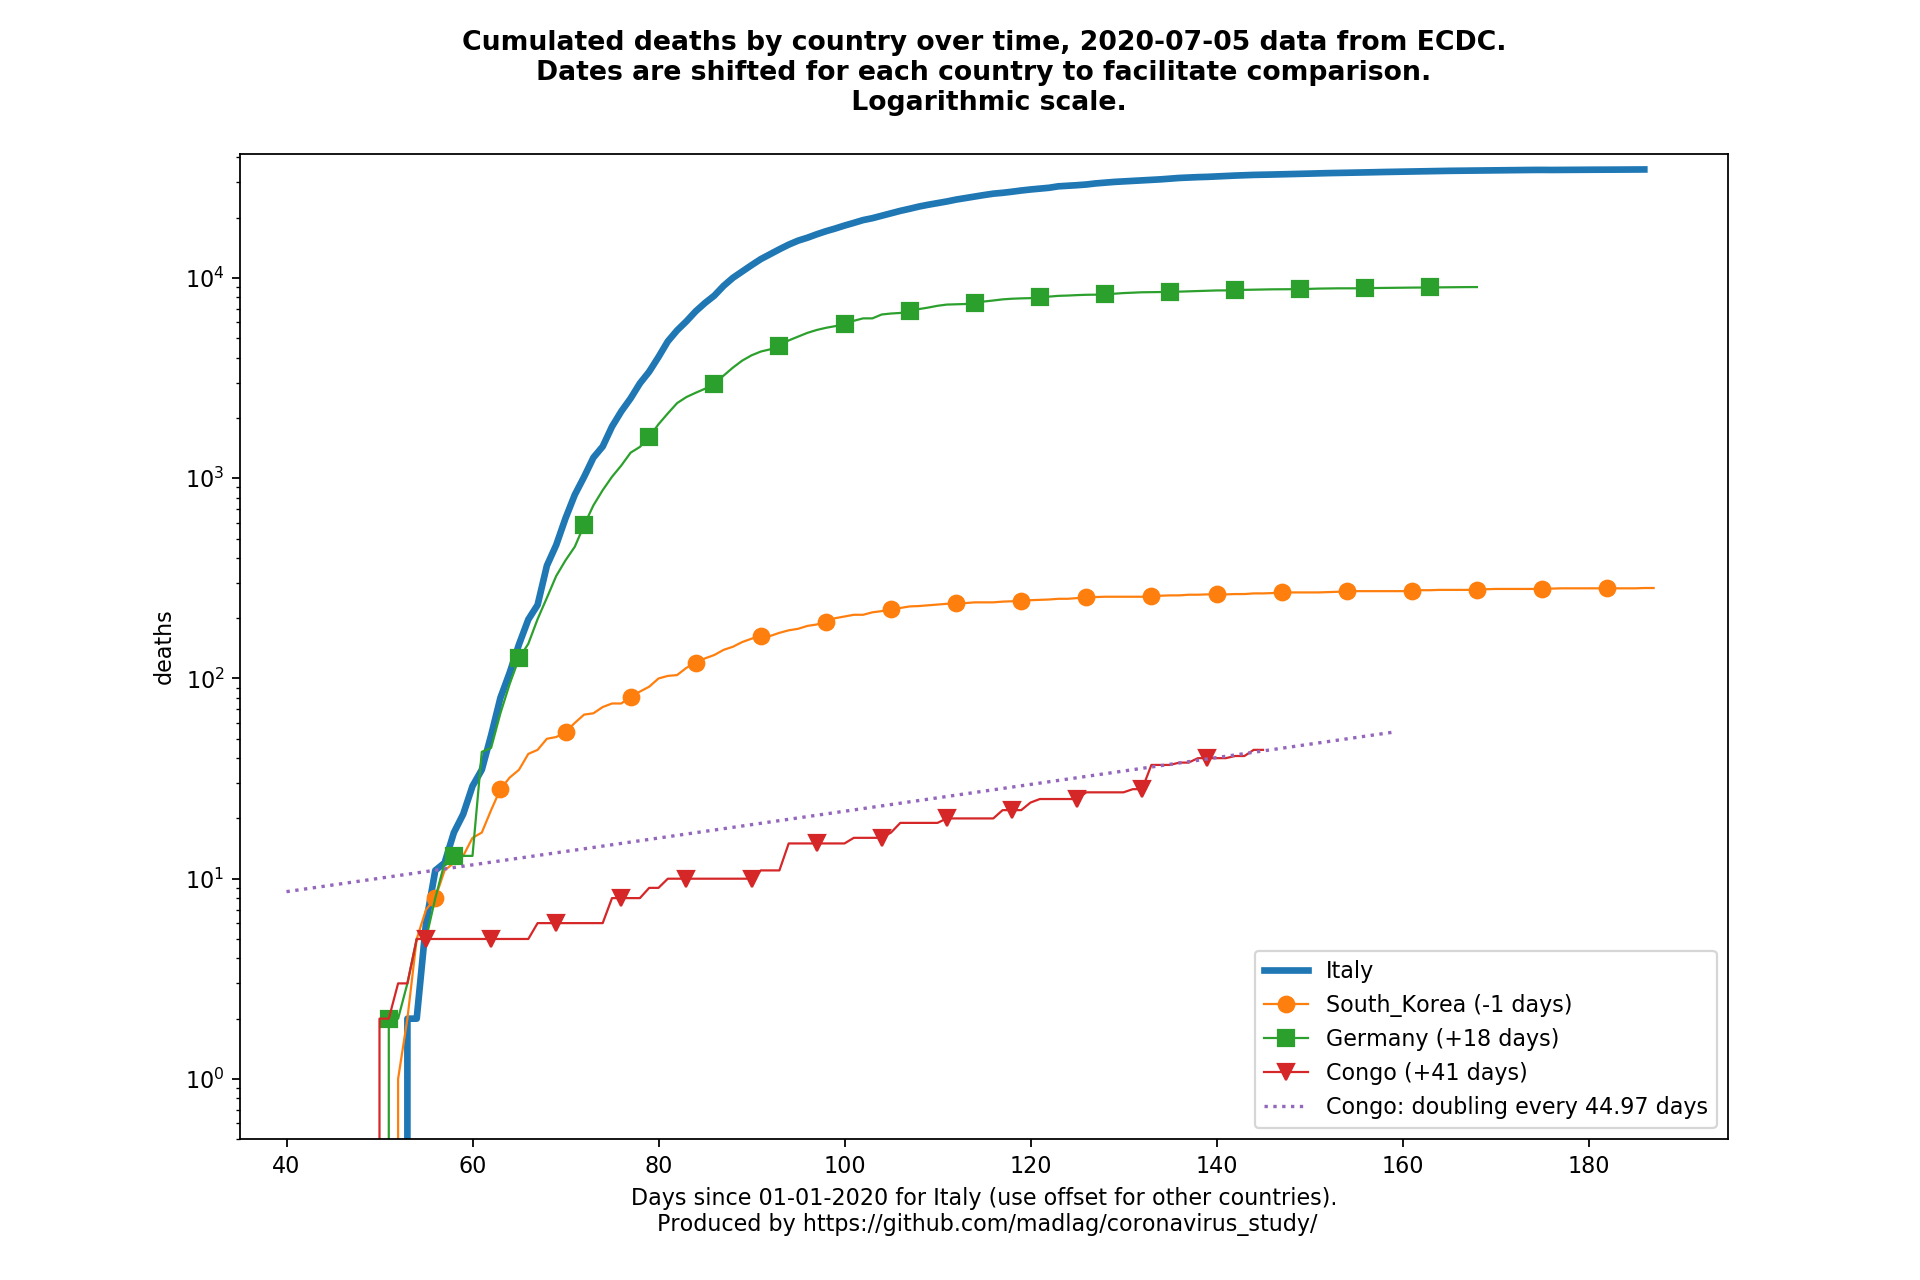 Cumulated deaths by country over time, 2020-07-05 data from ECDC.
Dates are shifted for each country to facilitate comparison.
Logarithmic scale.
deaths
10⁴
10³
10²
10¹
10⁰
40 60 80 100 120 140 160 180
Italy
South_Korea (-1 days)
Germany (+18 days)
Congo (+41 days)
Congo: doubling every 44.97 days
Days since 01-01-2020 for Italy (use offset for other countries).
Produced by https://github.com/madlag/coronavirus_study/